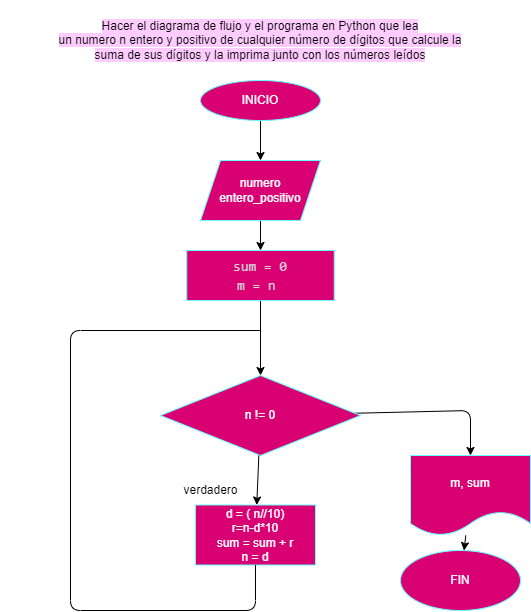 Hacer el diagrama de flujo y el programa en Python que lea
un numero n entero y positivo de cualquier número de dígitos que calcule la
suma de sus dígitos y la imprima junto con los números leídos
INICIO
numero
entero_positivo
sum = 0
m = n
n != 0
verdadero
d = ( n//10)
r=n-d*10
sum = sum + r
n = d
m, sum
FIN